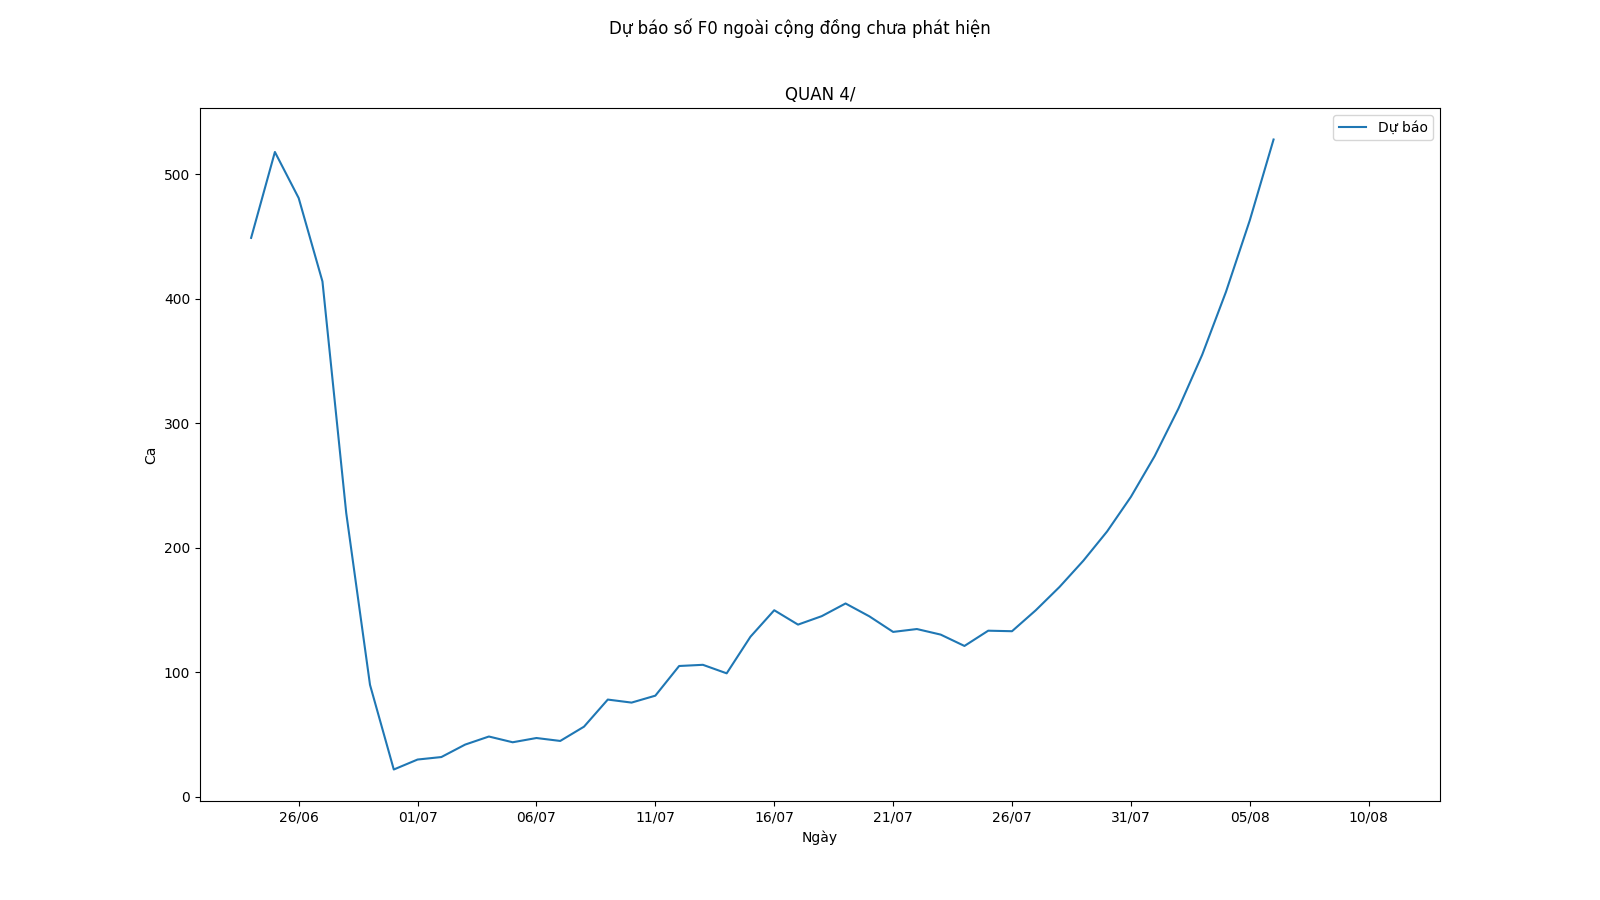 Dự báo số F0 ngoài cộng đồng chưa phát hiện
QUAN 4/
Dự báo
500
400
300
200
100
0
Ca
26/06 01/07 06/07 11/07 16/07 21/07 26/07 31/07 05/08 10/08
Ngày